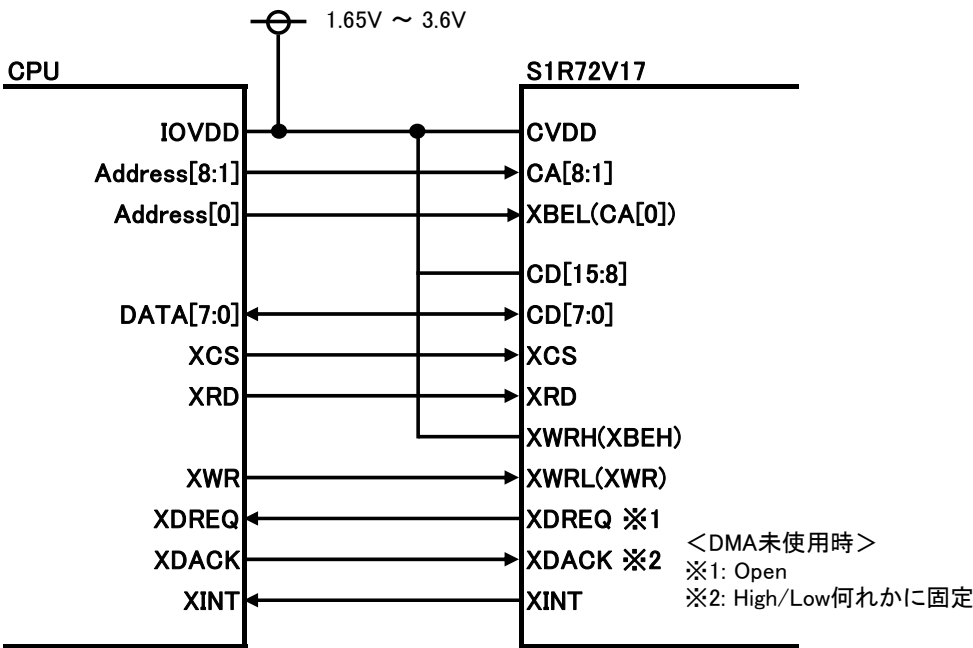 1.65V ～ 3.6V
CPU
S1R72V17
IOVDD
CVDD
Address[8:1]
CA[8:1]
Address[0]
XBEL(CA[0])
CD[15:8]
DATA[7:0]
CD[7:0]
XCS
XCS
XRD
XRD
XWRH(XBEH)
XWR
XWRL(XWR)
XDREQ
XDREQ ※1
XDACK
XDACK ※2
XINT
XINT
＜DMA未使用時＞
※1: Open
※2: High/Low何れかに固定